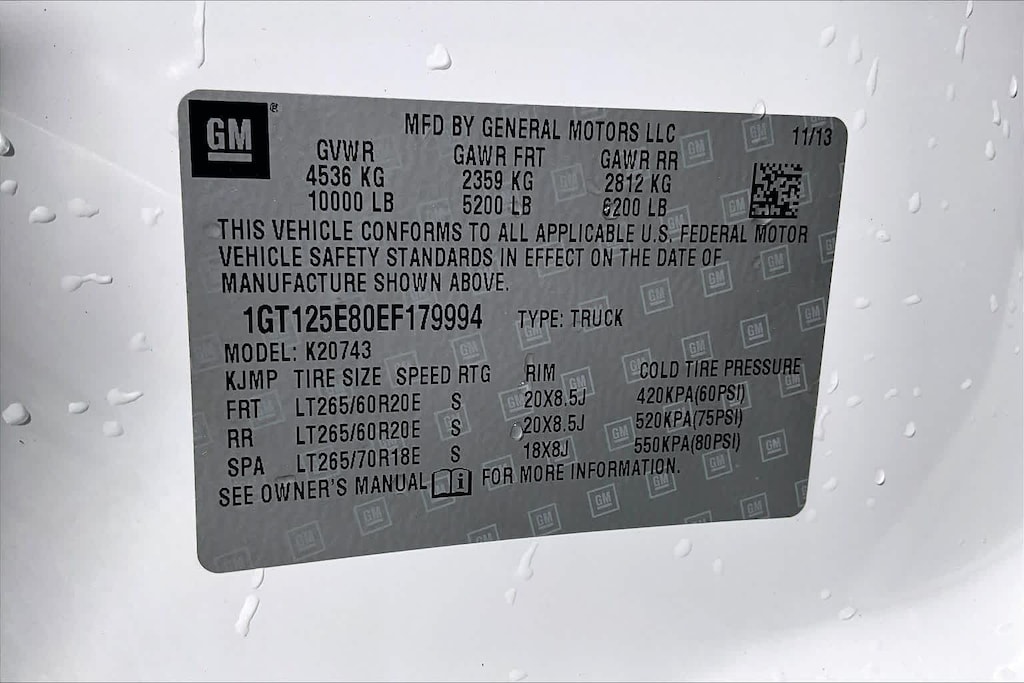 GM ®
MFD BY GENERAL MOTORS LLC 11/13
GVWR GAWR FRT GAWR RR
4536 KG 2359 KG 2812 KG
10000 LB 5200 LB 6200 LB
THIS VEHICLE CONFORMS TO ALL APPLICABLE U.S. FEDERAL MOTOR
VEHICLE SAFETY STANDARDS IN EFFECT ON THE DATE OF
MANUFACTURE SHOWN ABOVE.
1GT125E80EF179994 TYPE: TRUCK
MODEL: K20743
KJMP TIRE SIZE SPEED RTG RIM COLD TIRE PRESSURE
FRT LT265/60R20E S 20X8.5J 420KPA(60PSI)
RR LT265/60R20E S 20X8.5J 520KPA(75PSI)
SPA LT265/70R18E S 18X8J 550KPA(80PSI)
SEE OWNER'S MANUAL i FOR MORE INFORMATION.